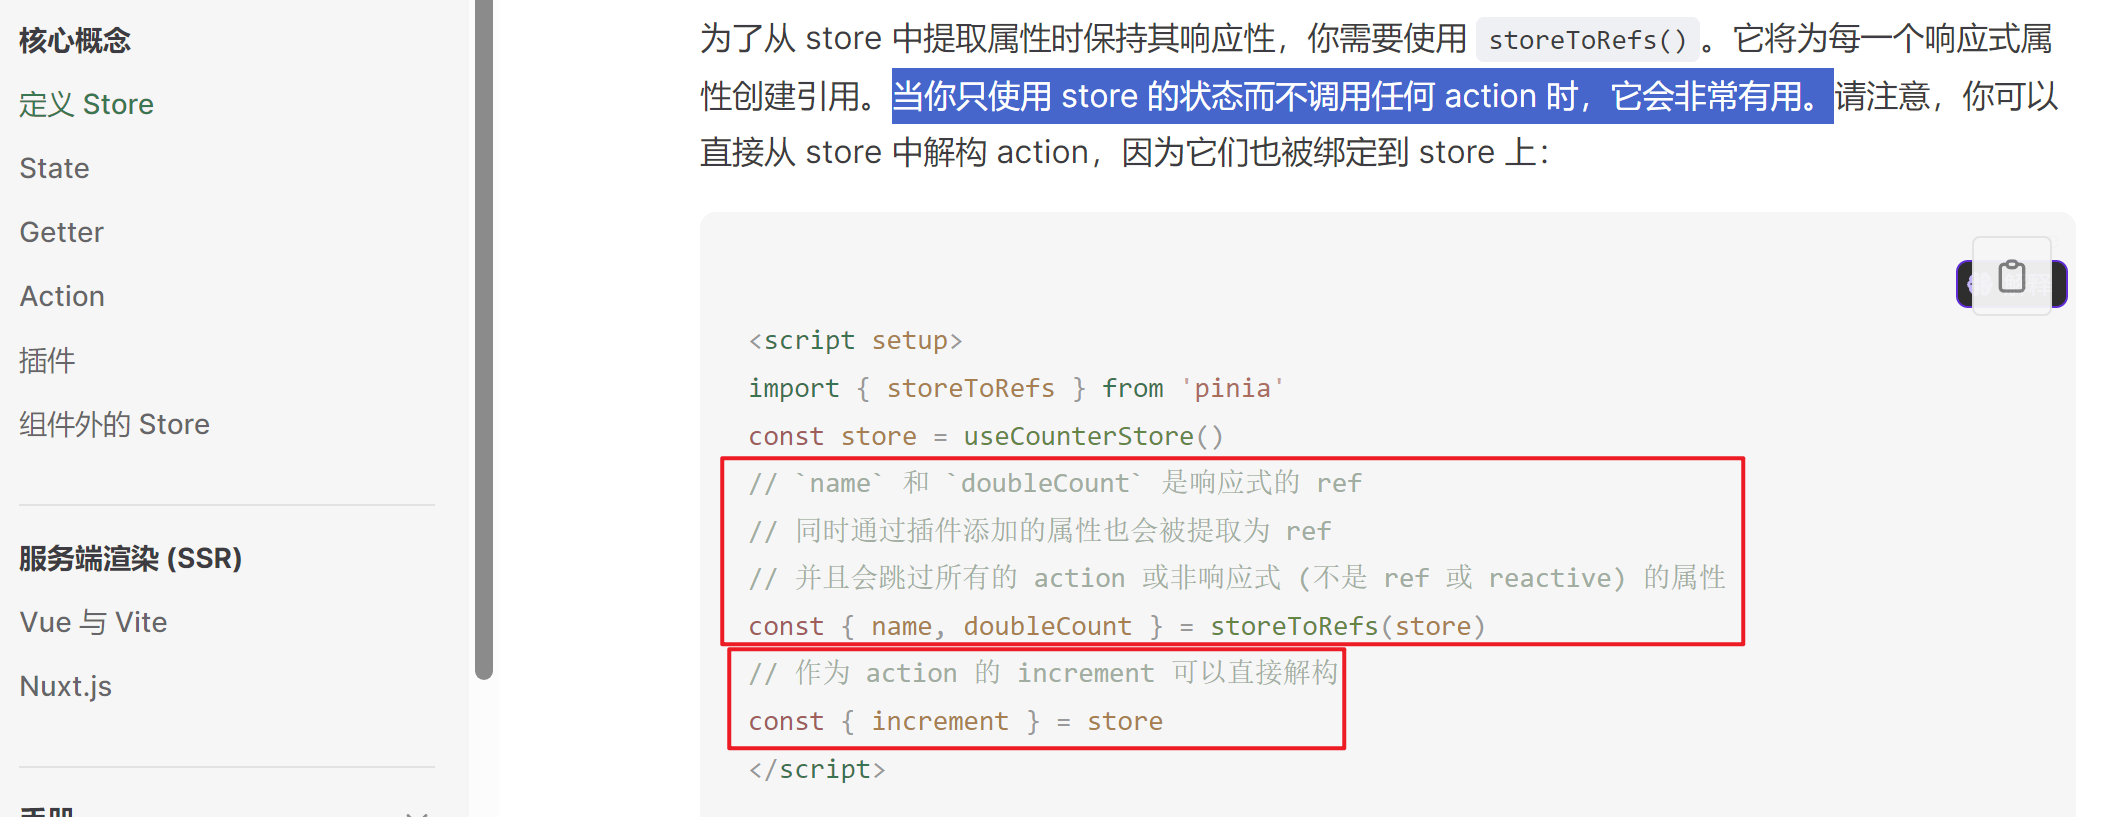 核心概念
定义 Store
State
Getter
Action
插件
组件外的 Store
服务端渲染 (SSR)
Vue 与 Vite
Nuxt.js
手册
为了从 store 中提取属性时保持其响应性，你需要使用 storeToRefs()。它将为每一个响应式属
性创建引用。当你只使用 store 的状态而不调用任何 action 时，它会非常有用。请注意，你可以
直接从 store 中解构 action，因为它们也被绑定到 store 上：
<script setup>
import { storeToRefs } from 'pinia'
const store = useCounterStore()
// `name` 和 `doubleCount` 是响应式的 ref
// 同时通过插件添加的属性也会被提取为 ref
// 并且会跳过所有的 action 或非响应式 (不是 ref 或 reactive) 的属性
const { name, doubleCount } = storeToRefs(store)
// 作为 action 的 increment 可以直接解构
const { increment } = store
</script>